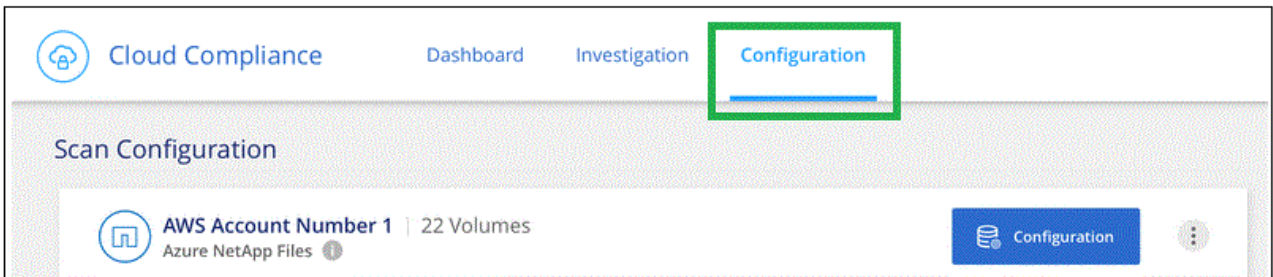 Cloud Compliance Dashboard Investigation Configuration
Scan Configuration
AWS Account Number 1 | 22 Volumes
Azure NetApp Files
Configuration